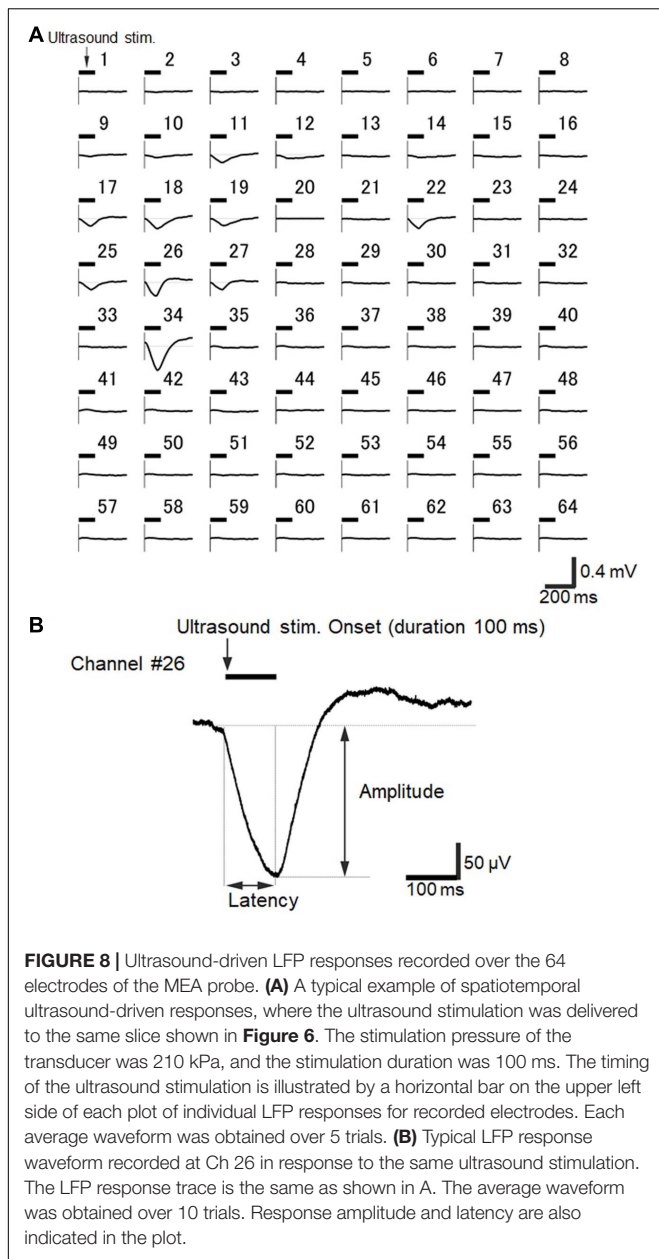 A Ultrasound stim.
1 2 3 4 5 6 7 8
9 10 11 12 13 14 15 16
17 18 19 20 21 22 23 24
25 26 27 28 29 30 31 32
33 34 35 36 37 38 39 40
41 42 43 44 45 46 47 48
49 50 51 52 53 54 55 56
57 58 59 60 61 62 63 64
0.4 mV
200 ms
B
Ultrasound stim. Onset (duration 100 ms)
Channel #26
Amplitude
50 µV
100 ms
Latency
FIGURE 8 | Ultrasound-driven LFP responses recorded over the 64
electrodes of the MEA probe. (A) A typical example of spatiotemporal
ultrasound-driven responses, where the ultrasound stimulation was delivered
to the same slice shown in Figure 6. The stimulation pressure of the
transducer was 210 kPa, and the stimulation duration was 100 ms. The timing
of the ultrasound stimulation is illustrated by a horizontal bar on the upper left
side of each plot of individual LFP responses for recorded electrodes. Each
average waveform was obtained over 5 trials. (B) Typical LFP response
waveform recorded at Ch 26 in response to the same ultrasound stimulation.
The LFP response trace is the same as shown in A. The average waveform
was obtained over 10 trials. Response amplitude and latency are also
indicated in the plot.